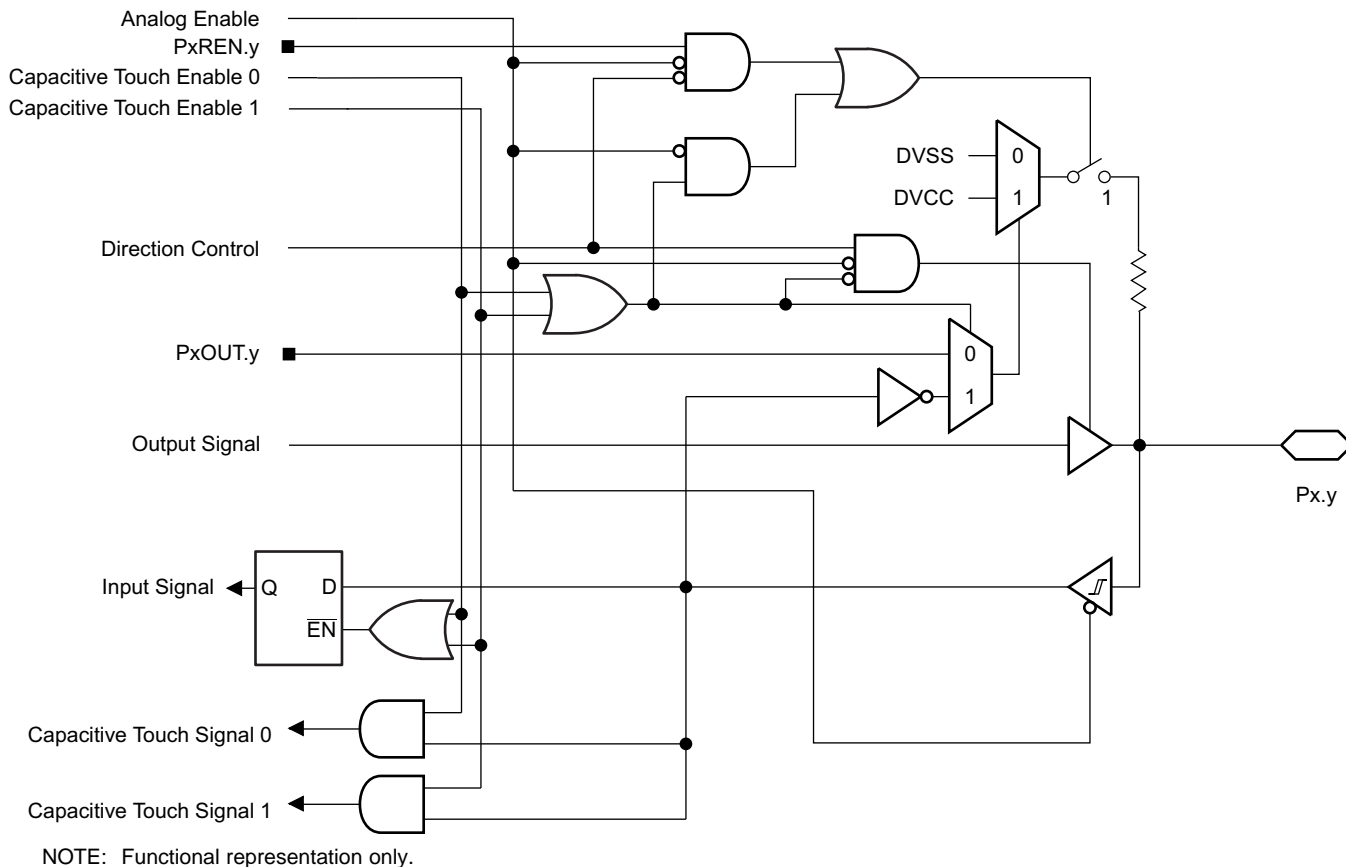 Analog Enable
PxREN.y
Capacitive Touch Enable 0
Capacitive Touch Enable 1
DVSS
0
DVCC
1
1
Direction Control
PxOUT.y
0
1
Output Signal
Px.y
Input Signal
Q
D
EN
Capacitive Touch Signal 0
Capacitive Touch Signal 1
NOTE: Functional representation only.